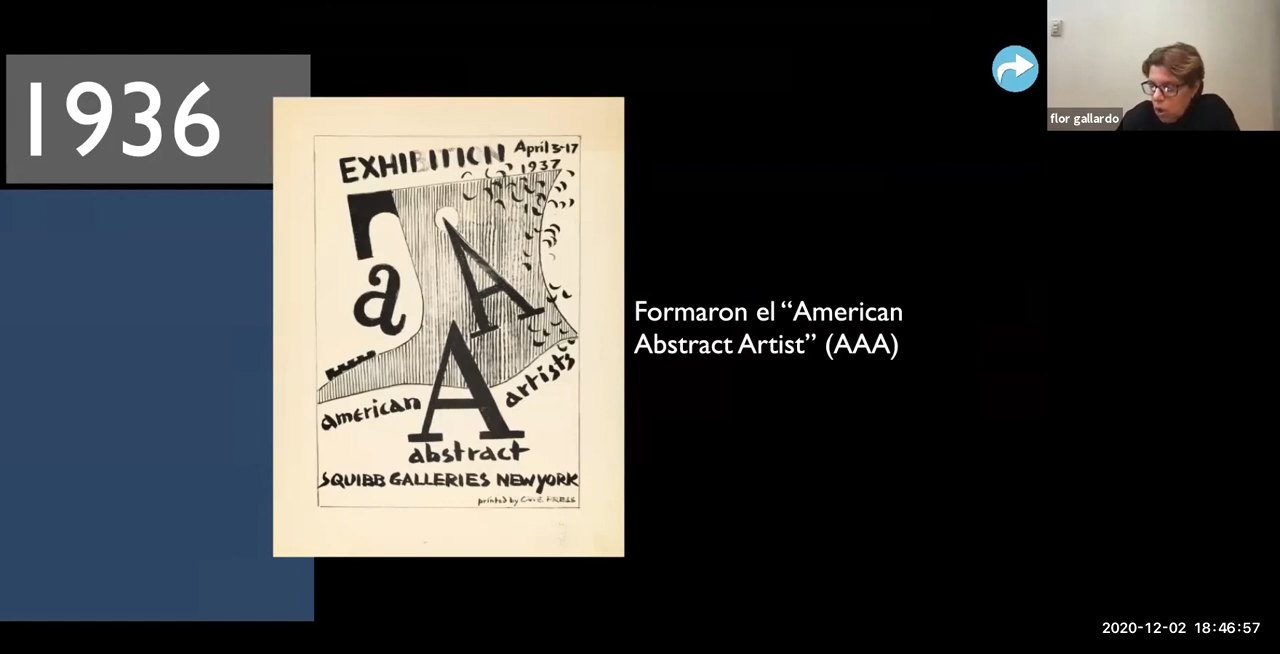 1936
EXHIBITION April 3-17
1937
a
A
A
american
artists
abstract
SQUIBB GALLERIES NEW YORK
printed by
PRESS
Formaron el “American
Abstract Artist” (AAA)
flor gallardo
2020-12-02 18:46:57